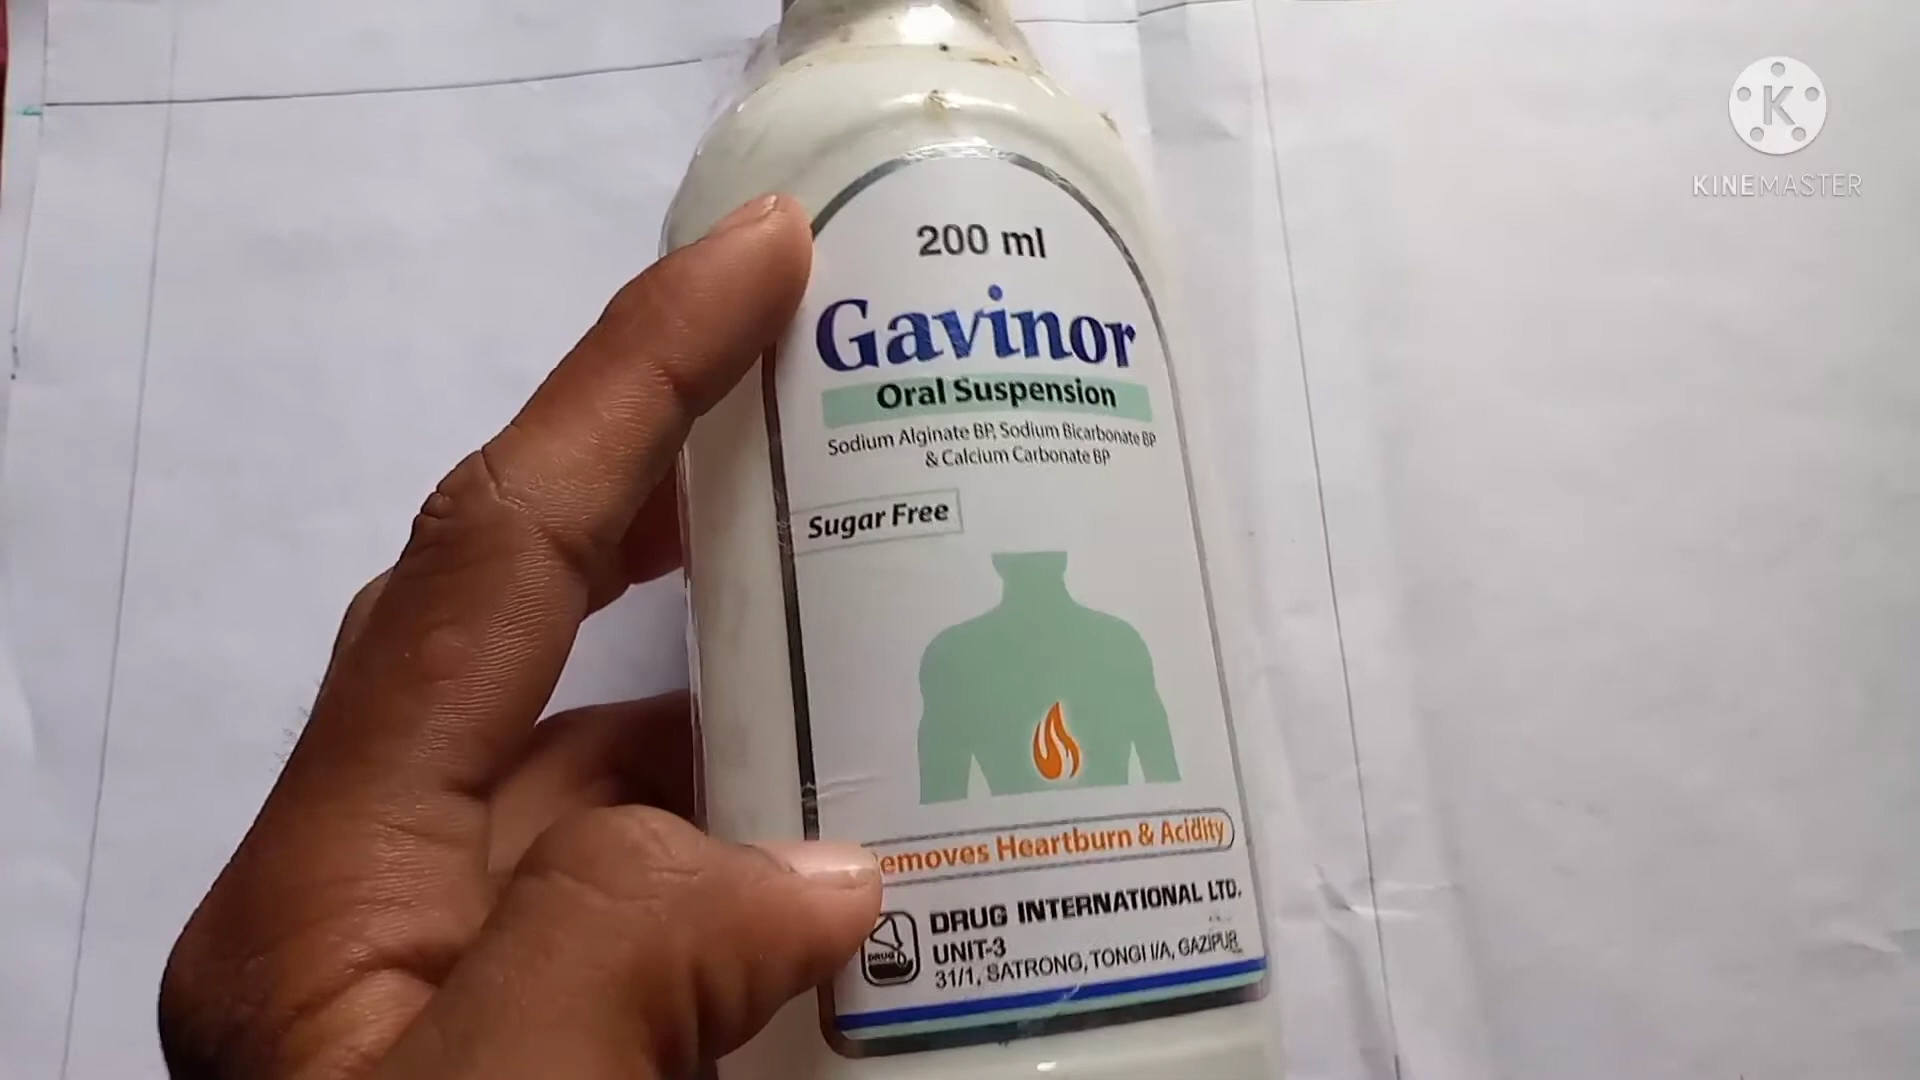 KINEMASTER
200 ml
Gavinor
Oral Suspension
Sodium Alginate BP, Sodium Bicarbonate BP
& Calcium Carbonate BP
Sugar Free
emoves Heartburn & Acidity
DRUG
DRUG INTERNATIONAL LTD.
UNIT-3
31/1, SATRONG, TONGI I/A, GAZIPUR